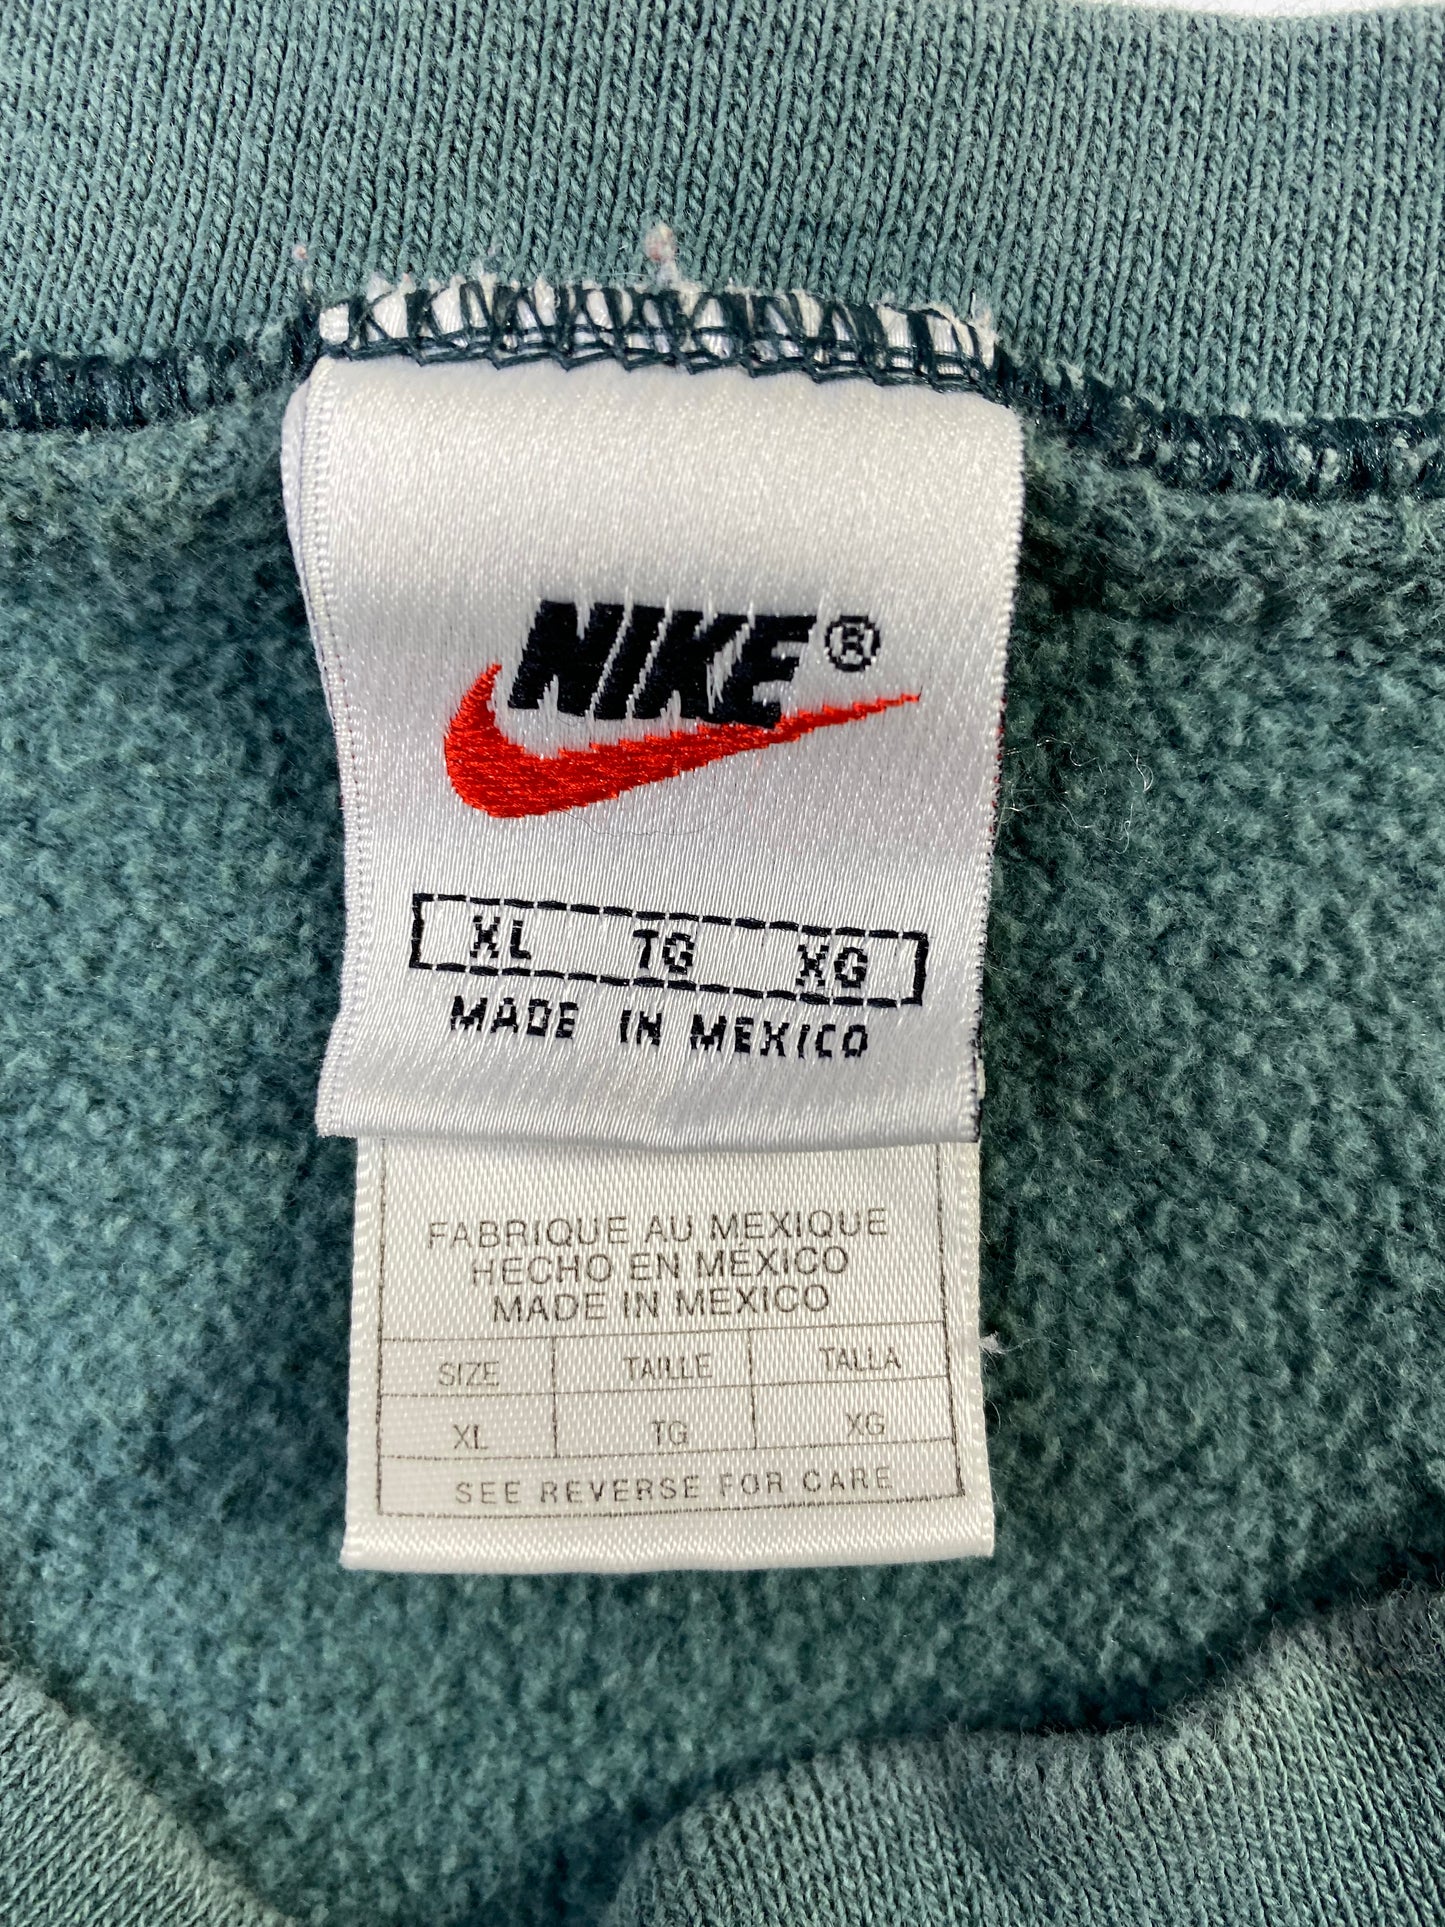 NIKE®
XL TG XG
MADE IN MEXICO
FABRIQUE AU MEXIQUE
HECHO EN MEXICO
MADE IN MEXICO
SIZE TAILLE TALLA
XL TG XG
SEE REVERSE FOR CARE